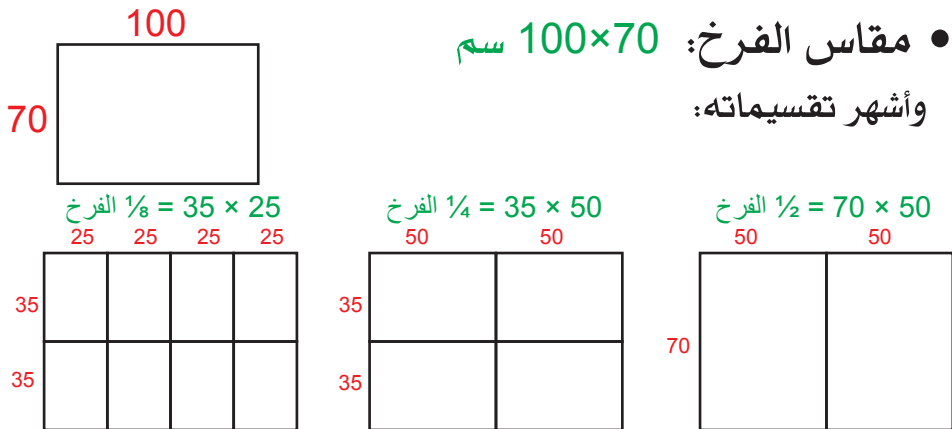 • مقاس الفرخ: 70×100 سم
وأشهر تقسيماته:
100
70
50 × 70 = ½ الفرخ
50 50
70
50 × 35 = ¼ الفرخ
50 50
35
35
25 × 35 = ⅛ الفرخ
25 25 25 25
35
35